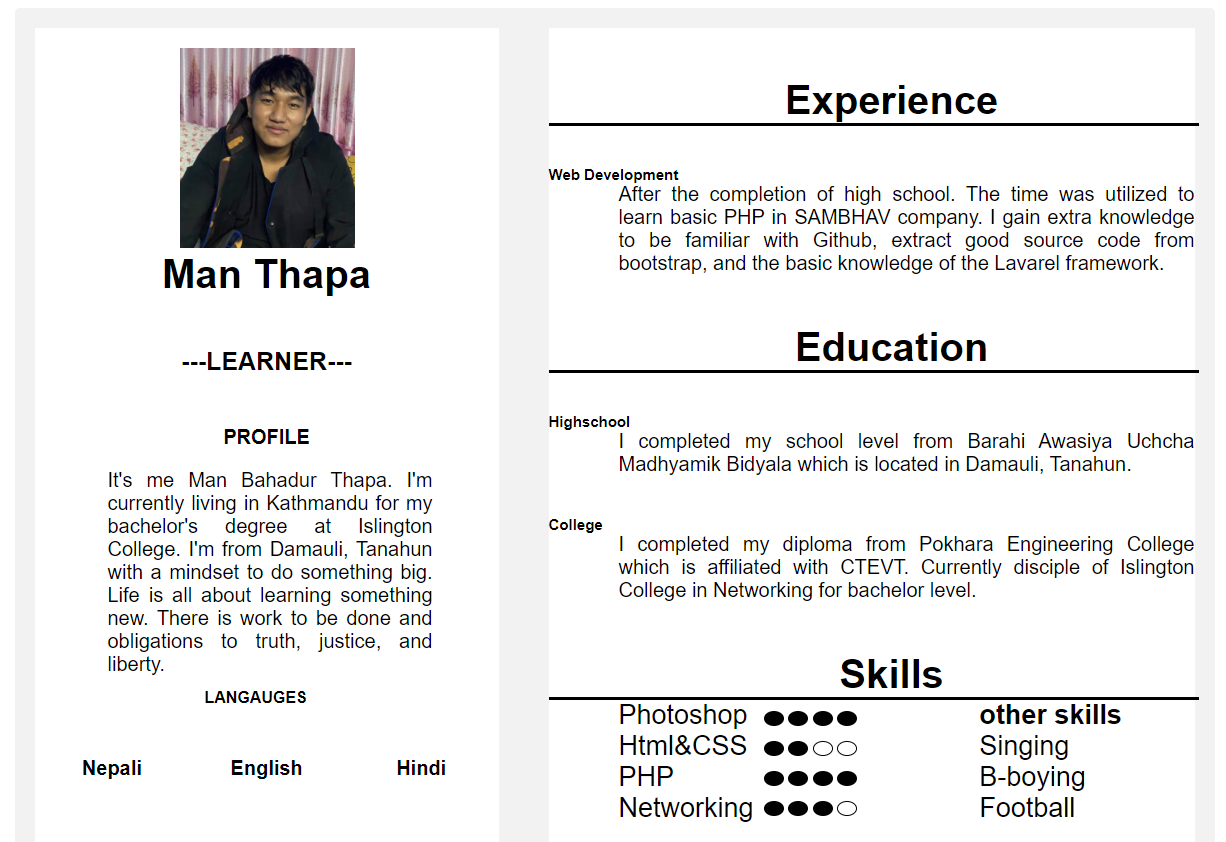 Man Thapa
---LEARNER---
PROFILE
It's me Man Bahadur Thapa. I'm
currently living in Kathmandu for my
bachelor's degree at Islington
College. I'm from Damauli, Tanahun
with a mindset to do something big.
Life is all about learning something
new. There is work to be done and
obligations to truth, justice, and
liberty.
LANGAUGES
Nepali English Hindi
Experience
Web Development
After the completion of high school. The time was utilized to
learn basic PHP in SAMBHAV company. I gain extra knowledge
to be familiar with Github, extract good source code from
bootstrap, and the basic knowledge of the Lavarel framework.
Education
Highschool
I completed my school level from Barahi Awasiya Uchcha
Madhyamik Bidyala which is located in Damauli, Tanahun.
College
I completed my diploma from Pokhara Engineering College
which is affiliated with CTEVT. Currently disciple of Islington
College in Networking for bachelor level.
Skills
Photoshop
Html&CSS
PHP
Networking
other skills
Singing
B-boying
Football